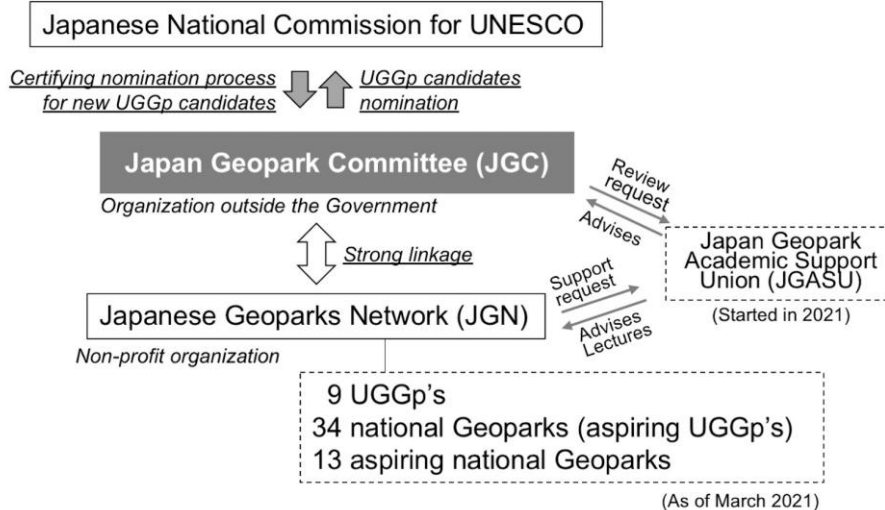 Japanese National Commission for UNESCO
Certifying nomination process
for new UGGp candidates
UGGp candidates
nomination
Japan Geopark Committee (JGC)
Organization outside the Government
Review
request
Advises
Strong linkage
Japan Geopark
Academic Support
Union (JGASU)
(Started in 2021)
Support
request
Advises
Lectures
Japanese Geoparks Network (JGN)
Non-profit organization
9 UGGp's
34 national Geoparks (aspiring UGGp's)
13 aspiring national Geoparks
(As of March 2021)